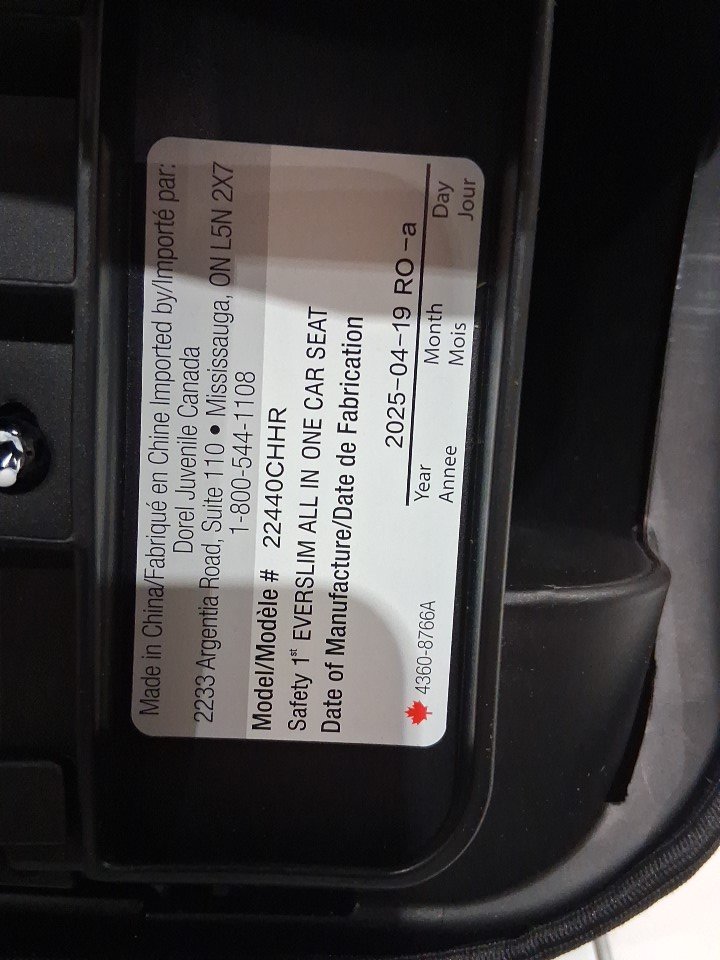 Made in China/Fabriqué en Chine Imported by/Importé par:
Dorel Juvenile Canada
2233 Argentia Road, Suite 110 • Mississauga, ON L5N 2X7
1-800-544-1108
Model/Modèle # 22440CHHR
Safety 1st EVERSLIM ALL IN ONE CAR SEAT
Date of Manufacture/Date de Fabrication
2025-04-19 RO -a
Year Month Day
Annee Mois Jour
4360-8766A